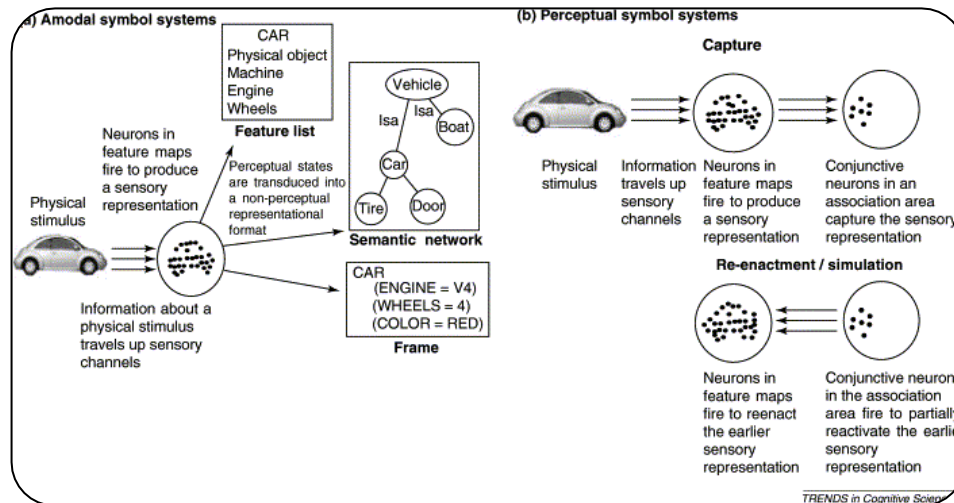 (a) Amodal symbol systems
CAR
Physical object
Machine
Engine
Wheels
Feature list
Neurons in
feature maps
fire to produce
a sensory
representation
Perceptual states
are transduced into
a non-perceptual
representational
format
Vehicle
Isa
Isa
Boat
Car
Tire
Door
Semantic network
Physical
stimulus
CAR
(ENGINE = V4)
(WHEELS = 4)
(COLOR = RED)
Frame
Information about a
physical stimulus
travels up sensory
channels
(b) Perceptual symbol systems
Capture
Physical
stimulus
Information
travels up
sensory
channels
Neurons in
feature maps
fire to produce
a sensory
representation
Conjunctive
neurons in an
association area
capture the sensory
representation
Re-enactment / simulation
Neurons in
feature maps
fire to reenact
the earlier
sensory
representation
Conjunctive neuron
in the association
area fire to partially
reactivate the earlie
sensory
representation
TRENDS in Cognitive Scien